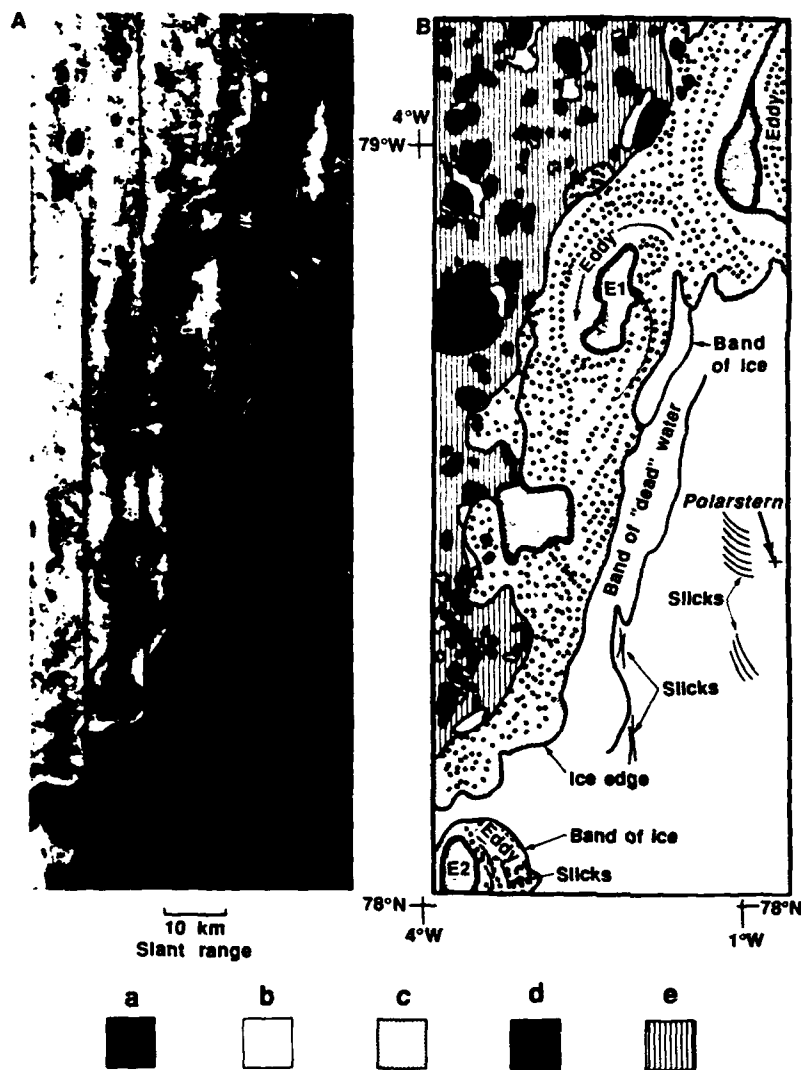 A
B
4°W
79°W
Eddy
Eddy
E1
Band
of ice
Band of "dead" water
Polarstern
Slicks
Slicks
Ice edge
Band of ice
Eddy
E2
Slicks
78°N
78°N
4°W
1°W
10 km
Slant range
a
b
c
d
e